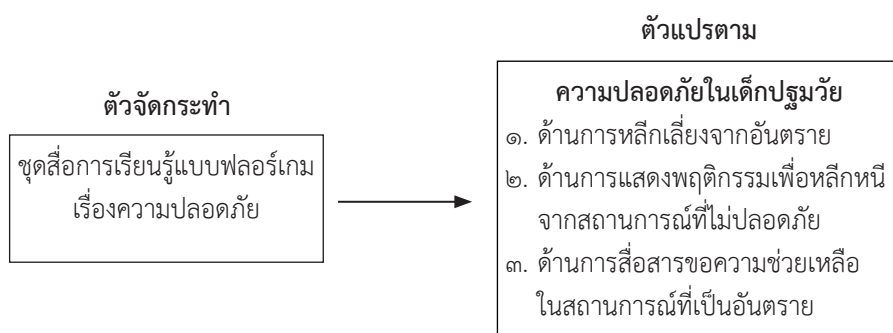 ตัวจัดกระทำ
ชุดสื่อการเรียนรู้แบบฟลอร์เกม
เรื่องความปลอดภัย
ตัวแปรตาม
ความปลอดภัยในเด็กปฐมวัย
๑. ด้านการหลีกเลี่ยงจากอันตราย
๒. ด้านการแสดงพฤติกรรมเพื่อหลีกหนี
จากสถานการณ์ที่ไม่ปลอดภัย
๓. ด้านการสื่อสารขอความช่วยเหลือ
ในสถานการณ์ที่เป็นอันตราย